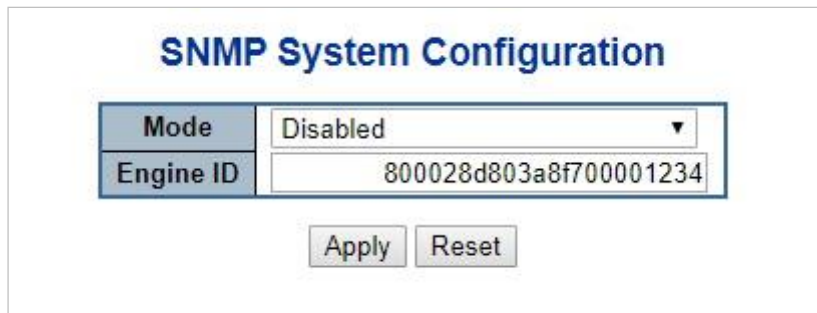 SNMP System Configuration
Mode Disabled
Engine ID 800028d803a8f700001234
Apply Reset